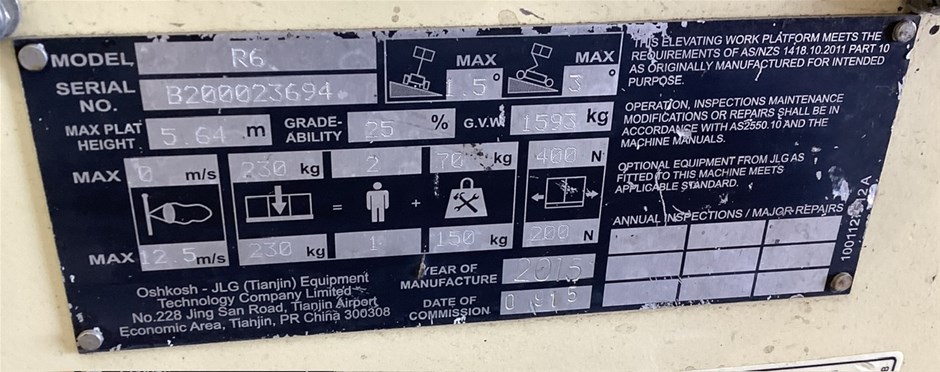 MODEL R6
SERIAL NO. B200023694
MAX PLAT HEIGHT 5.64 m
GRADE-ABILITY 25 %
G.V.W 1593 kg
MAX 1.5°
MAX 3°
MAX 0 m/s 230 kg 2 70 kg 400 N
= +
MAX 12.5 m/s 230 kg 1 150 kg 200 N
Oshkosh - JLG (Tianjin) Equipment
Technology Company Limited
No.228 Jing San Road, Tianjin Airport
Economic Area, Tianjin, PR China 300308
YEAR OF MANUFACTURE 2015
DATE OF COMMISSION
THIS ELEVATING WORK PLATFORM MEETS THE
REQUIREMENTS OF AS/NZS 1418.10.2011 PART 10
AS ORIGINALLY MANUFACTURED FOR INTENDED
PURPOSE.
OPERATION, INSPECTIONS MAINTENANCE
MODIFICATIONS OR REPAIRS SHALL BE IN
ACCORDANCE WITH AS2550.10 AND THE
MACHINE MANUALS.
OPTIONAL EQUIPMENT FROM JLG AS
FITTED TO THIS MACHINE MEETS
APPLICABLE STANDARD.
ANNUAL INSPECTIONS / MAJOR REPAIRS